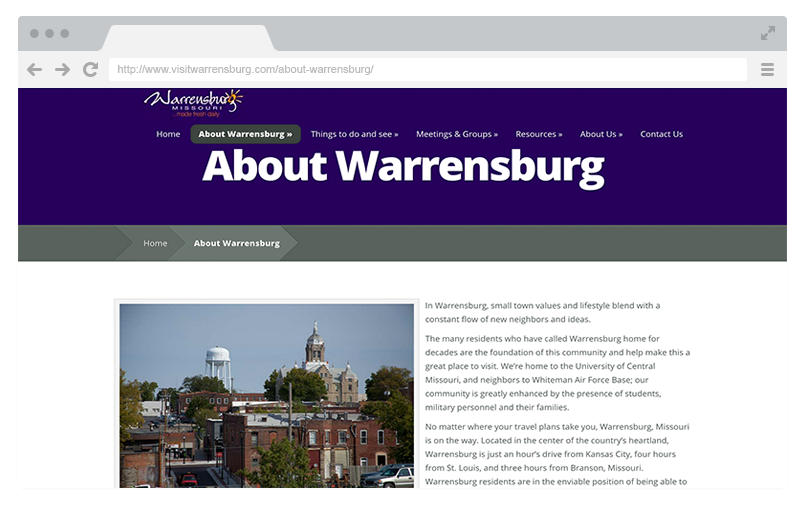 http://www.visitwarrensburg.com/about-warrensburg/
Warrensburg
MISSOURI
...made fresh daily
Home About Warrensburg » Things to do and see » Meetings & Groups » Resources » About Us » Contact Us
About Warrensburg
Home About Warrensburg
In Warrensburg, small town values and lifestyle blend with a
constant flow of new neighbors and ideas.
The many residents who have called Warrensburg home for
decades are the foundation of this community and help make this a
great place to visit. We're home to the University of Central
Missouri, and neighbors to Whiteman Air Force Base; our
community is greatly enhanced by the presence of students,
military personnel and their families.
No matter where your travel plans take you, Warrensburg, Missouri
is on the way. Located in the center of the country's heartland,
Warrensburg is just an hour's drive from Kansas City, four hours
from St. Louis, and three hours from Branson, Missouri.
Warrensburg residents are in the enviable position of being able to